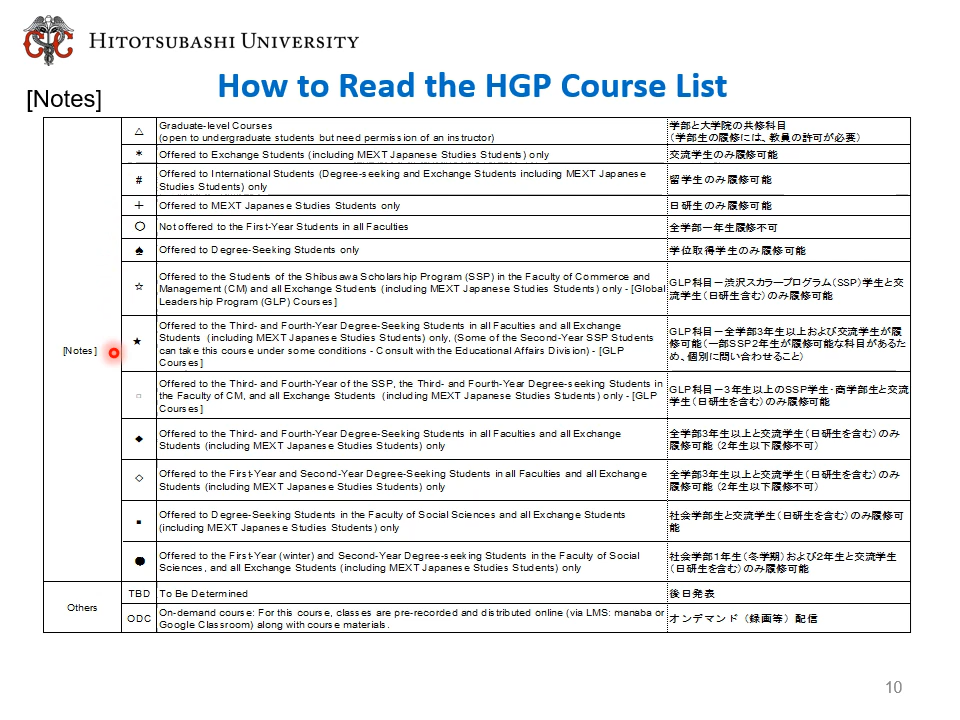 HITOTSUBASHI UNIVERSITY
How to Read the HGP Course List
[Notes]
[Notes]
△
Graduate-level Courses
(open to undergraduate students but need permission of an instructor)
学部と大学院の共修科目
（学部生の履修には、教員の許可が必要）
*
Offered to Exchange Students (including MEXT Japanese Studies Students) only
交流学生のみ履修可能
#
Offered to International Students (Degree-seeking and Exchange Students including MEXT Japanese
Studies Students) only
留学生のみ履修可能
＋
Offered to MEXT Japanese Studies Students only
日研生のみ履修可能
○
Not offered to the First-Year Students in all Faculties
全学部一年生履修不可
♠
Offered to Degree-Seeking Students only
学位取得学生のみ履修可能
☆
Offered to the Students of the Shibusawa Scholarship Program (SSP) in the Faculty of Commerce and
Management (CM) and all Exchange Students (including MEXT Japanese Studies Students) only - [Global
Leadership Program (GLP) Courses]
GLP科目－渋沢スカラープログラム（SSP）学生と交
流学生（日研生含む）のみ履修可能
★
Offered to the Third- and Fourth-Year Degree-Seeking Students in all Faculties and all Exchange
Students (including MEXT Japanese Studies Students) only, (Some of the Second-Year SSP Students
can take this course under some conditions - Consult with the Educational Affairs Division) - [GLP
Courses]
GLP科目－全学部3年生以上および交流学生が履
修可能（一部SSP2年生が履修可能な科目があるた
め、個別に問い合わせること）
□
Offered to the Third- and Fourth-Year of the SSP, the Third- and Fourth-Year Degree-seeking Students in
the Faculty of CM, and all Exchange Students (including MEXT Japanese Studies Students) only - [GLP
Courses]
GLP科目－3年生以上のSSP学生・商学部生と交流
学生（日研生を含む）のみ履修可能
◆
Offered to the Third- and Fourth-Year Degree-Seeking Students in all Faculties and all Exchange
Students (including MEXT Japanese Studies Students) only
全学部3年生以上と交流学生（日研生を含む）のみ
履修可能（2年生以下履修不可）
◇
Offered to the First-Year and Second-Year Degree-Seeking Students in all Faculties and all Exchange
Students (including MEXT Japanese Studies Students) only
全学部3年生以上と交流学生（日研生を含む）のみ
履修可能（2年生以下履修不可）
■
Offered to Degree-Seeking Students in the Faculty of Social Sciences and all Exchange Students
(including MEXT Japanese Studies Students) only
社会学部生と交流学生（日研生を含む）のみ履修可
能
●
Offered to the First-Year (winter) and Second-Year Degree-seeking Students in the Faculty of Social
Sciences, and all Exchange Students (including MEXT Japanese Studies Students) only
社会学部１年生（冬学期）および2年生と交流学生
（日研生を含む）のみ履修可能
Others
TBD
To Be Determined
後日発表
ODC
On-demand course: For this course, classes are pre-recorded and distributed online (via LMS: manaba or
Google Classroom) along with course materials.
オンデマンド（録画等）配信
10